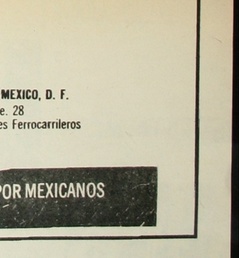 MEXICO, D. F.
e. 28
es Ferrocarrileros
POR MEXICANOS